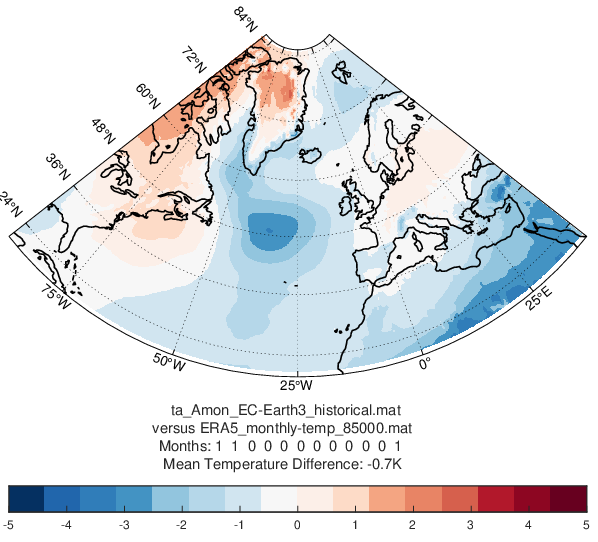 84°N
72°N
60°N
48°N
36°N
24°N
75°W
50°W
25°W
0°
25°E
ta_Amon_EC-Earth3_historical.mat
versus ERA5_monthly-temp_85000.mat
Months: 1 1 0 0 0 0 0 0 0 0 0 1
Mean Temperature Difference: -0.7K
-5 -4 -3 -2 -1 0 1 2 3 4 5